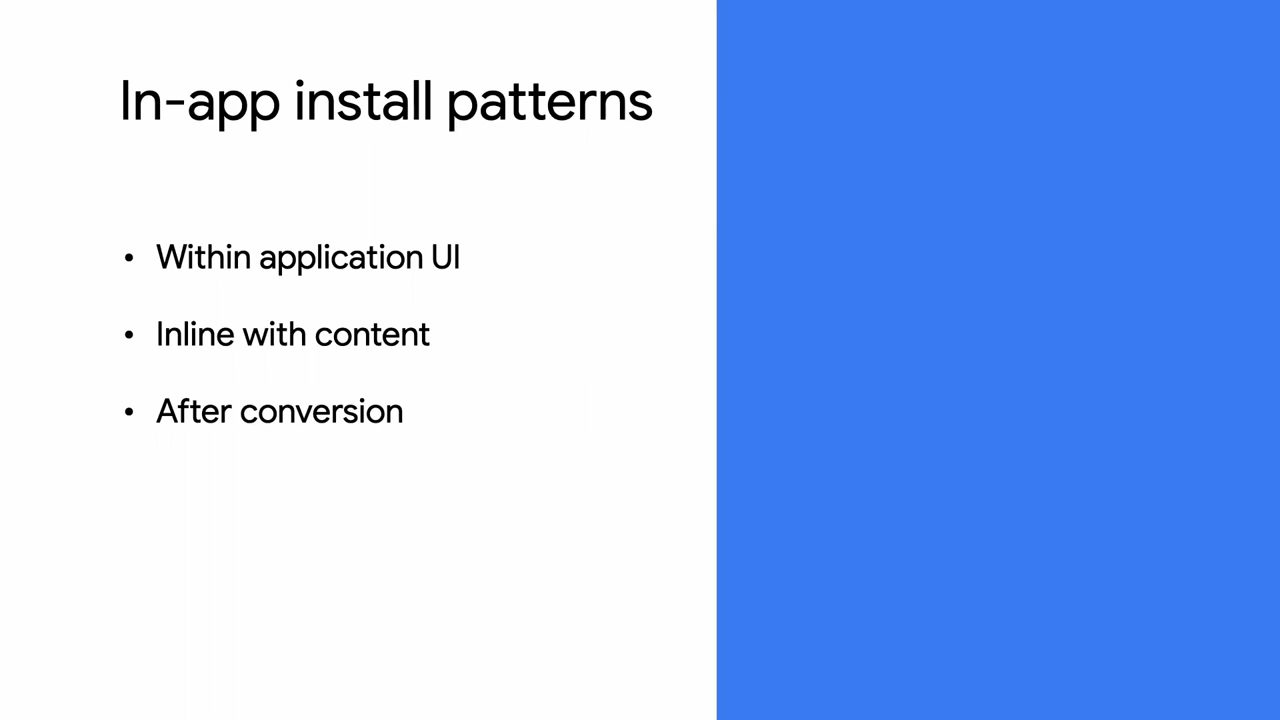 In-app install patterns
• Within application UI
• Inline with content
• After conversion